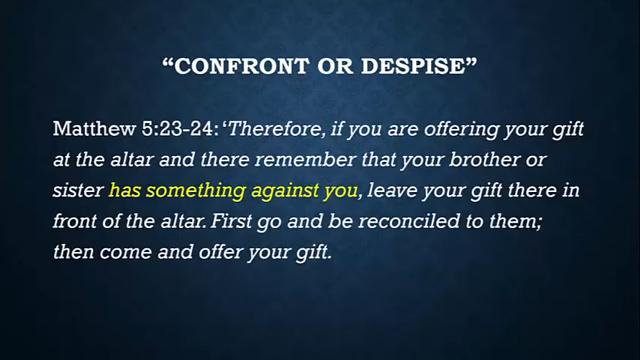 “CONFRONT OR DESPISE”
Matthew 5:23-24: ‘Therefore, if you are offering your gift
at the altar and there remember that your brother or
sister has something against you, leave your gift there in
front of the altar. First go and be reconciled to them;
then come and offer your gift.